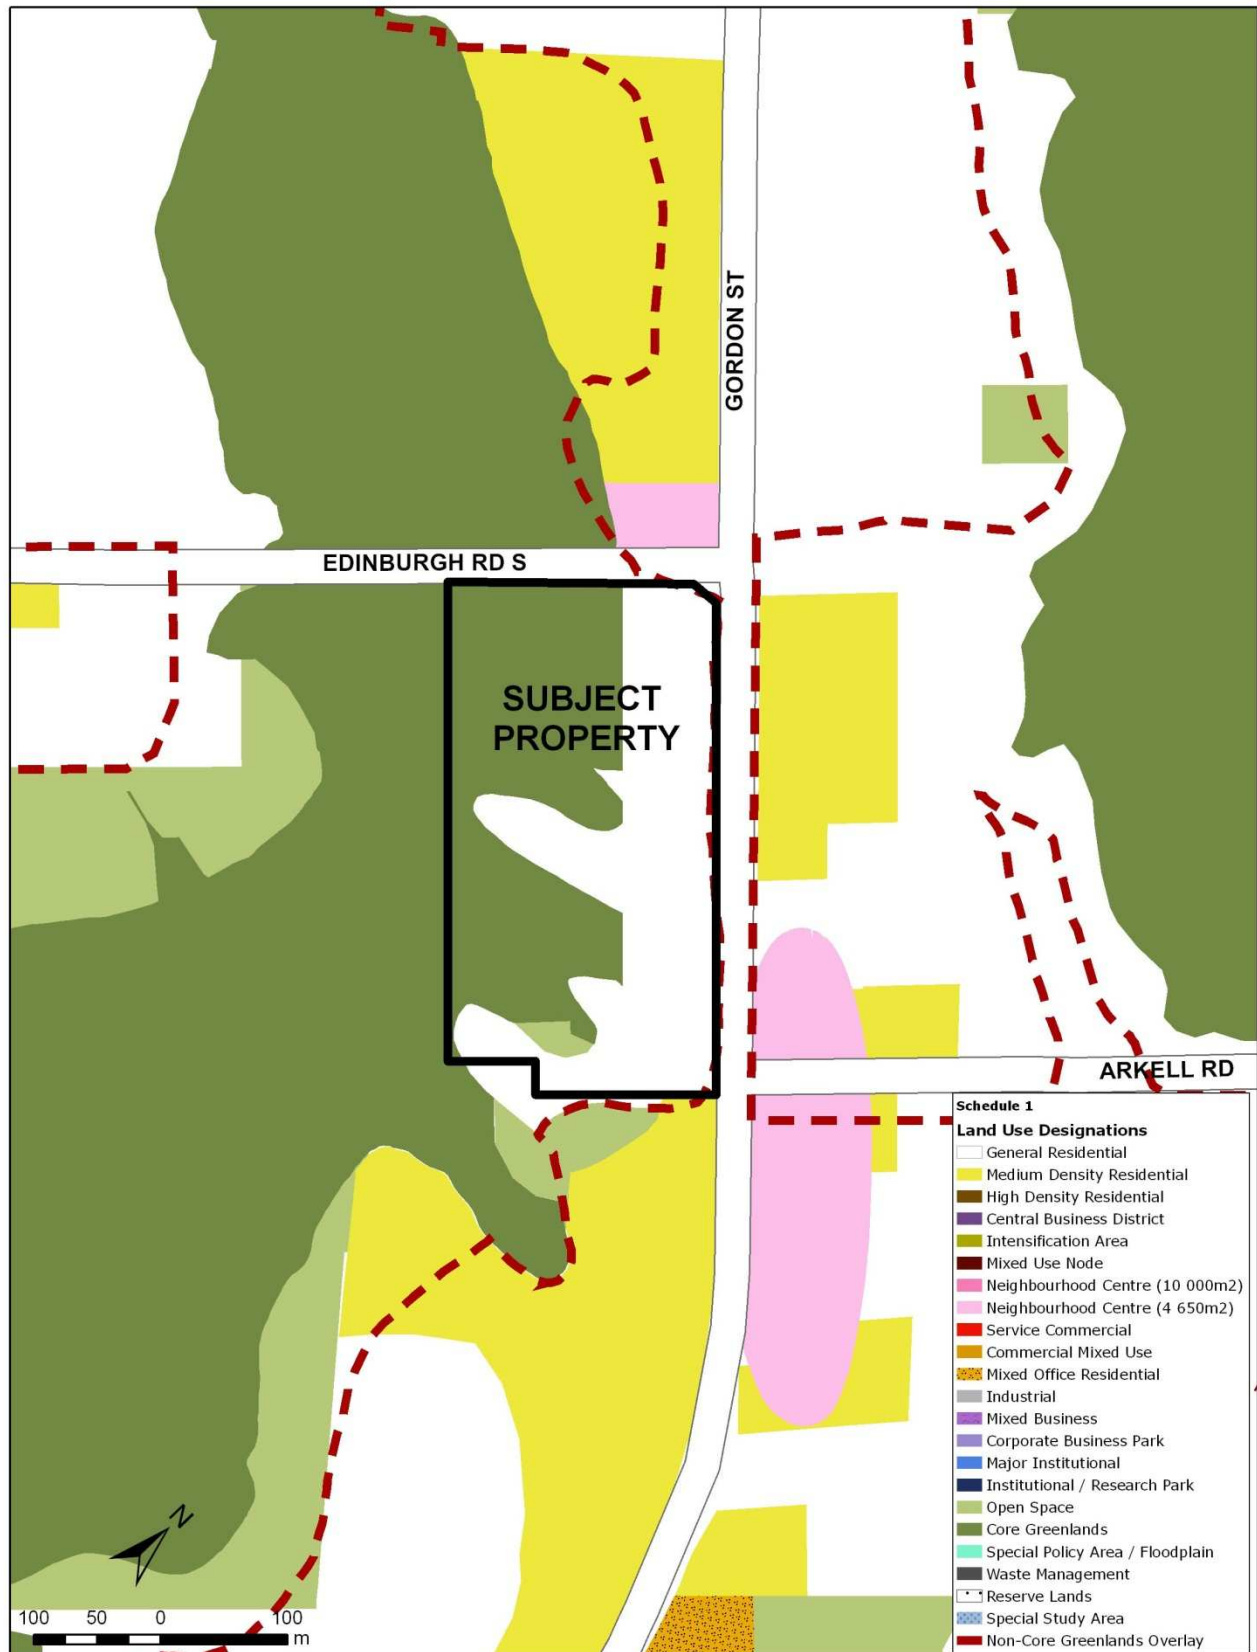 GORDON ST
EDINBURGH RD S
SUBJECT
PROPERTY
ARKELL RD
Schedule 1
Land Use Designations
General Residential
Medium Density Residential
High Density Residential
Central Business District
Intensification Area
Mixed Use Node
Neighbourhood Centre (10 000m2)
Neighbourhood Centre (4 650m2)
Service Commercial
Commercial Mixed Use
Mixed Office Residential
Industrial
Mixed Business
Corporate Business Park
Major Institutional
Institutional / Research Park
Open Space
Core Greenlands
Special Policy Area / Floodplain
Waste Management
Reserve Lands
Special Study Area
Non-Core Greenlands Overlay
N
100 50 0 100
m